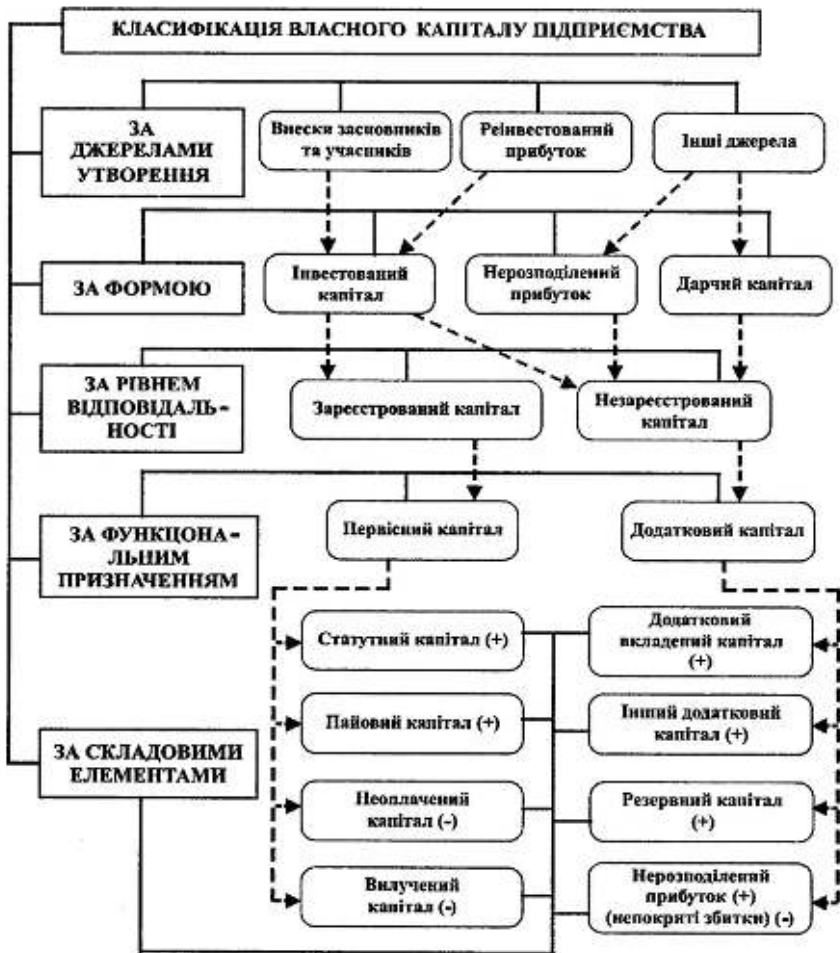 КЛАСИФІКАЦІЯ ВЛАСНОГО КАПІТАЛУ ПІДПРИЄМСТВА
ЗА
ДЖЕРЕЛАМИ
УТВОРЕННЯ
Внески засновників
та учасників
Реінвестований
прибуток
Інші джерела
ЗА ФОРМОЮ
Інвестований
капітал
Нерозподілений
прибуток
Дарчий капітал
ЗА РІВНЕМ
ВІДПОВІДАЛЬ-
НОСТІ
Зареєстрований капітал
Незареєстрований
капітал
ЗА ФУНКЦОНА-
ЛЬНИМ
ПРИЗНАЧЕННЯМ
Первісний капітал
Додатковий капітал
ЗА СКЛАДОВИМИ
ЕЛЕМЕНТАМИ
Статутний капітал (+)
Додатковий
вкладений капітал
(+)
Пайовий капітал (+)
Інший додатковий
капітал (+)
Неоплачений
капітал (-)
Резервний капітал
(+)
Вилучений
капітал (-)
Нерозподілений
прибуток (+)
(непокряті збитки) (-)